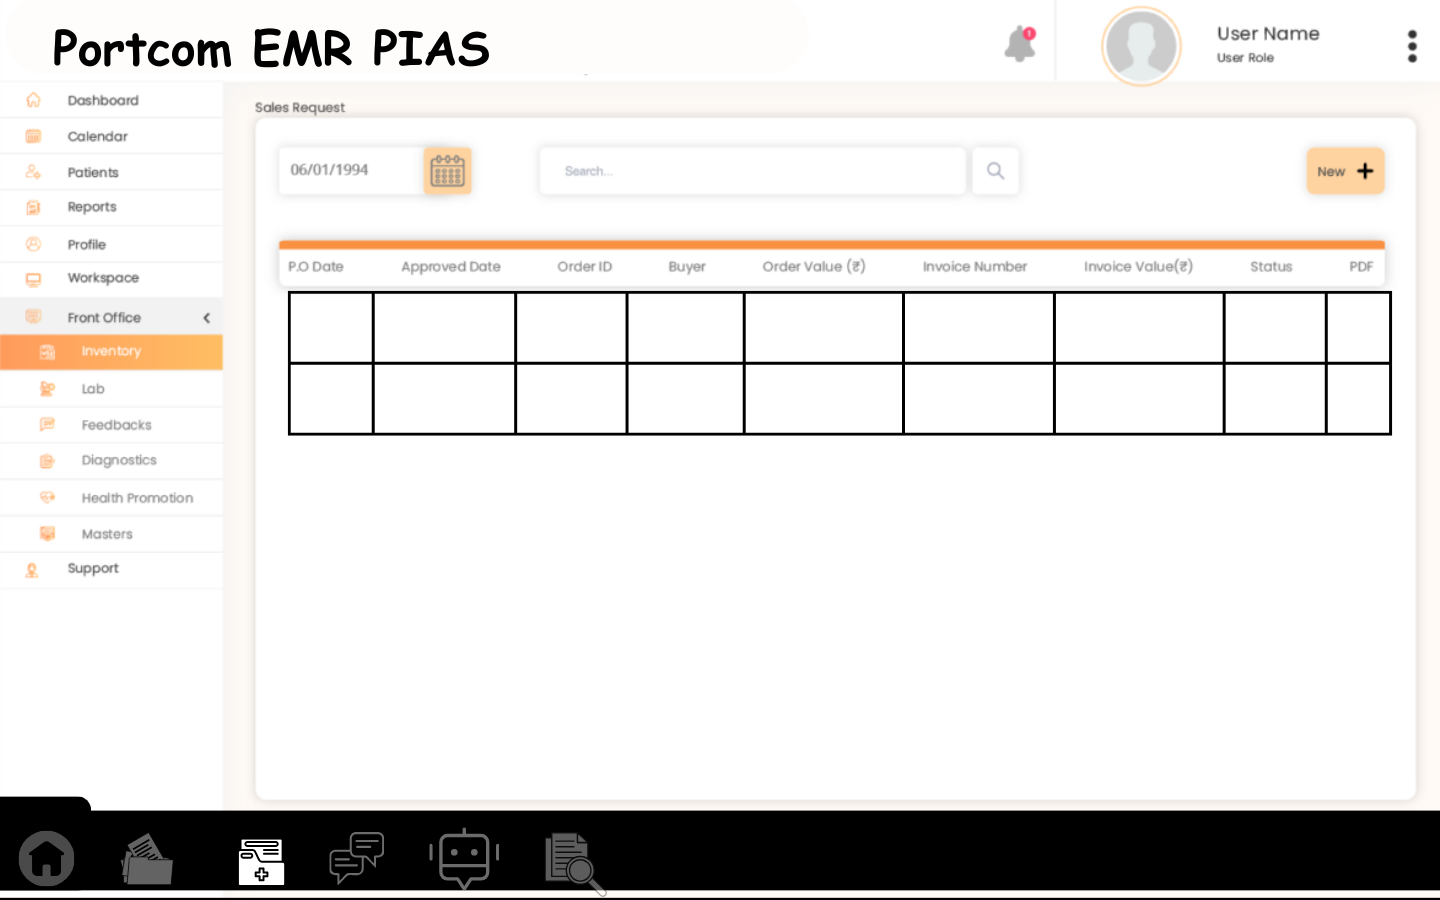 Portcom EMR PIAS
User Name
User Role
Dashboard
Calendar
Patients
Reports
Profile
Workspace
Front Office
Inventory
Lab
Feedbacks
Diagnostics
Health Promotion
Masters
Support
Sales Request
06/01/1994
Search...
New
P.O Date Approved Date Order ID Buyer Order Value (₹) Invoice Number Invoice Value(₹) Status PDF